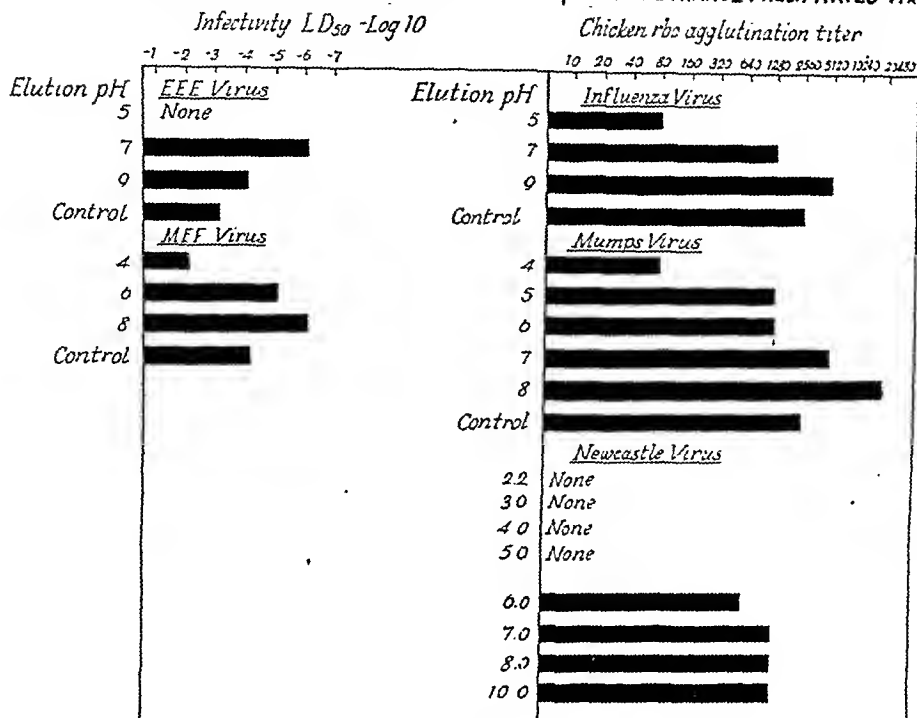 Infectivity LD50 -Log 10
-1 -2 -3 -4 -5 -6 -7
Elution pH
EEE Virus
5 None
7
9
Control
MEF Virus
4
6
8
Control
Chicken rbc agglutination titer
10 20 40 80 160 320 640 1280 2560 5120 10240
Elution pH
Influenza Virus
5
7
9
Control
Mumps Virus
4
5
6
7
8
Control
Newcastle Virus
2.2 None
3 0 None
4 0 None
5 0 None
6.0
7.0
8.0
10 0